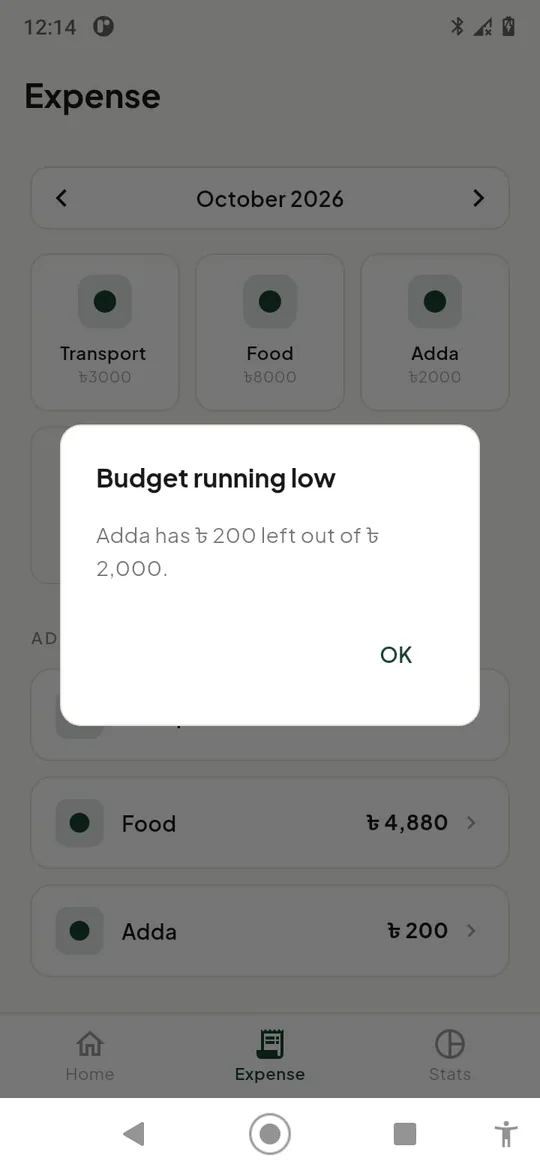 12:14
Expense
October 2026
Transport
Food
Adda
৳3000
৳8000
৳2000
Budget running low
Adda has ৳ 200 left out of ৳
2,000.
OK
AD
Food
৳ 4,880
Adda
৳ 200
Home
Expense
Stats